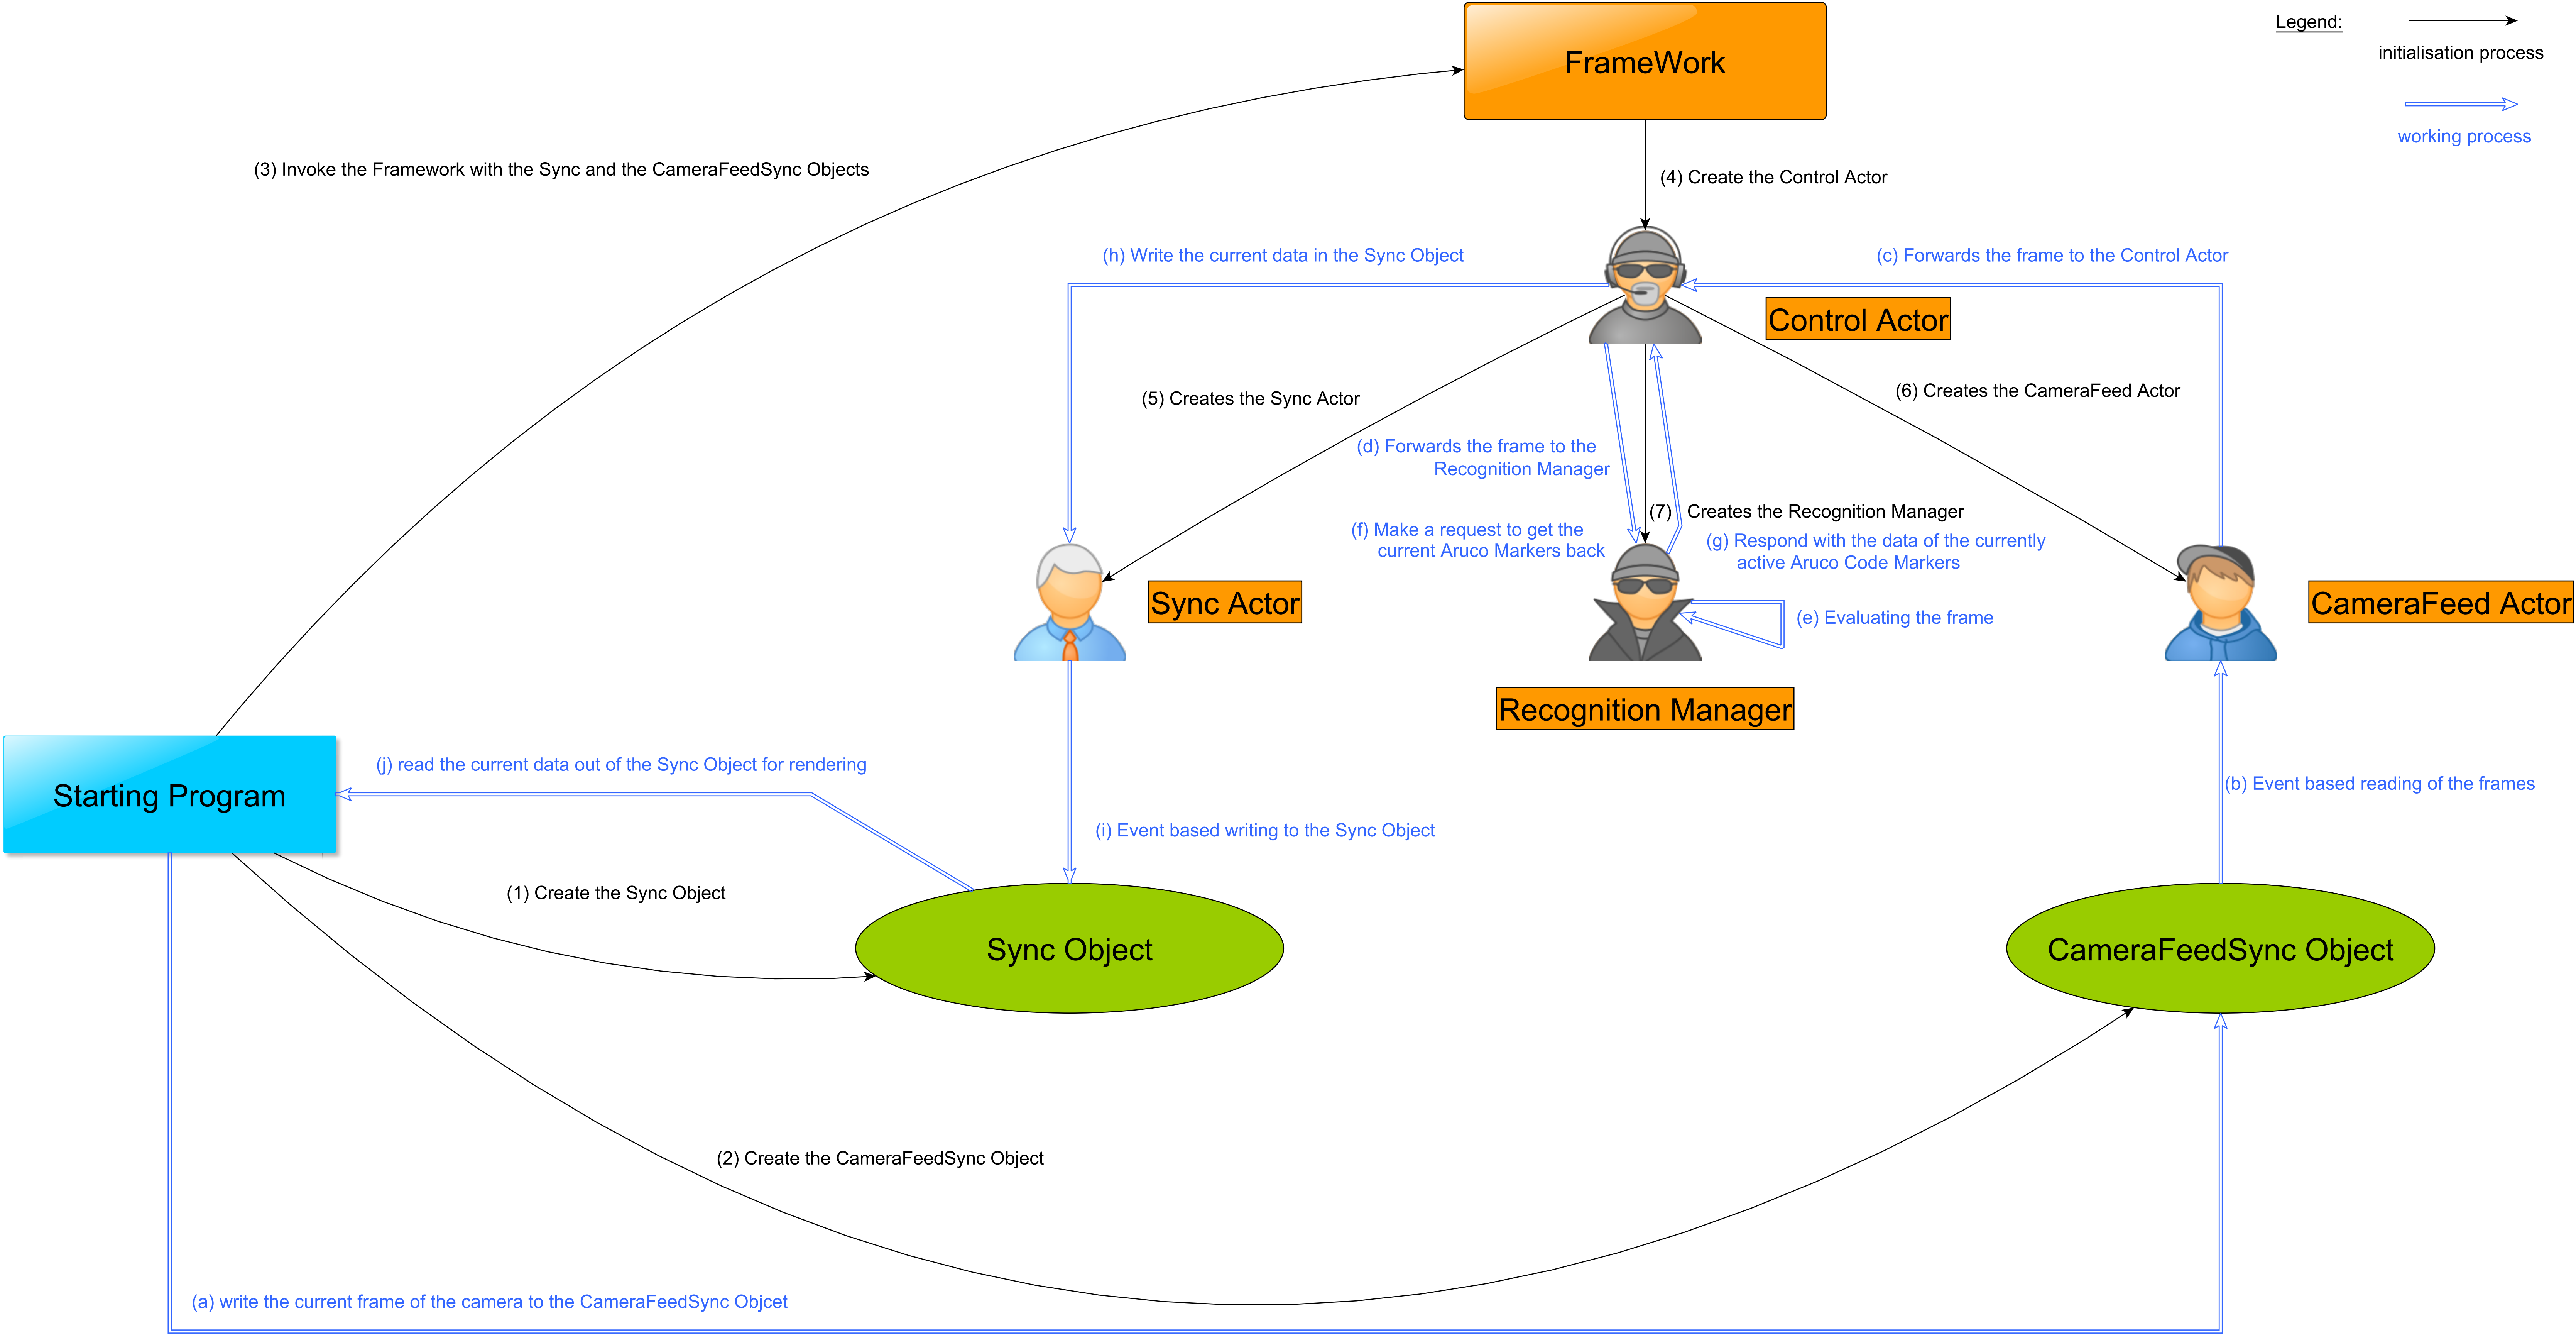 FrameWork
Legend:
initialisation process
working process
(3) Invoke the Framework with the Sync and the CameraFeedSync Objects
(4) Create the Control Actor
(h) Write the current data in the Sync Object
(c) Forwards the frame to the Control Actor
Control Actor
(5) Creates the Sync Actor
(6) Creates the CameraFeed Actor
(d) Forwards the frame to the
Recognition Manager
(7) Creates the Recognition Manager
(f) Make a request to get the
current Aruco Markers back
(g) Respond with the data of the currently
active Aruco Code Markers
Sync Actor
(e) Evaluating the frame
CameraFeed Actor
Recognition Manager
Starting Program
(j) read the current data out of the Sync Object for rendering
(b) Event based reading of the frames
(i) Event based writing to the Sync Object
(1) Create the Sync Object
Sync Object
CameraFeedSync Object
(2) Create the CameraFeedSync Object
(a) write the current frame of the camera to the CameraFeedSync Objcet